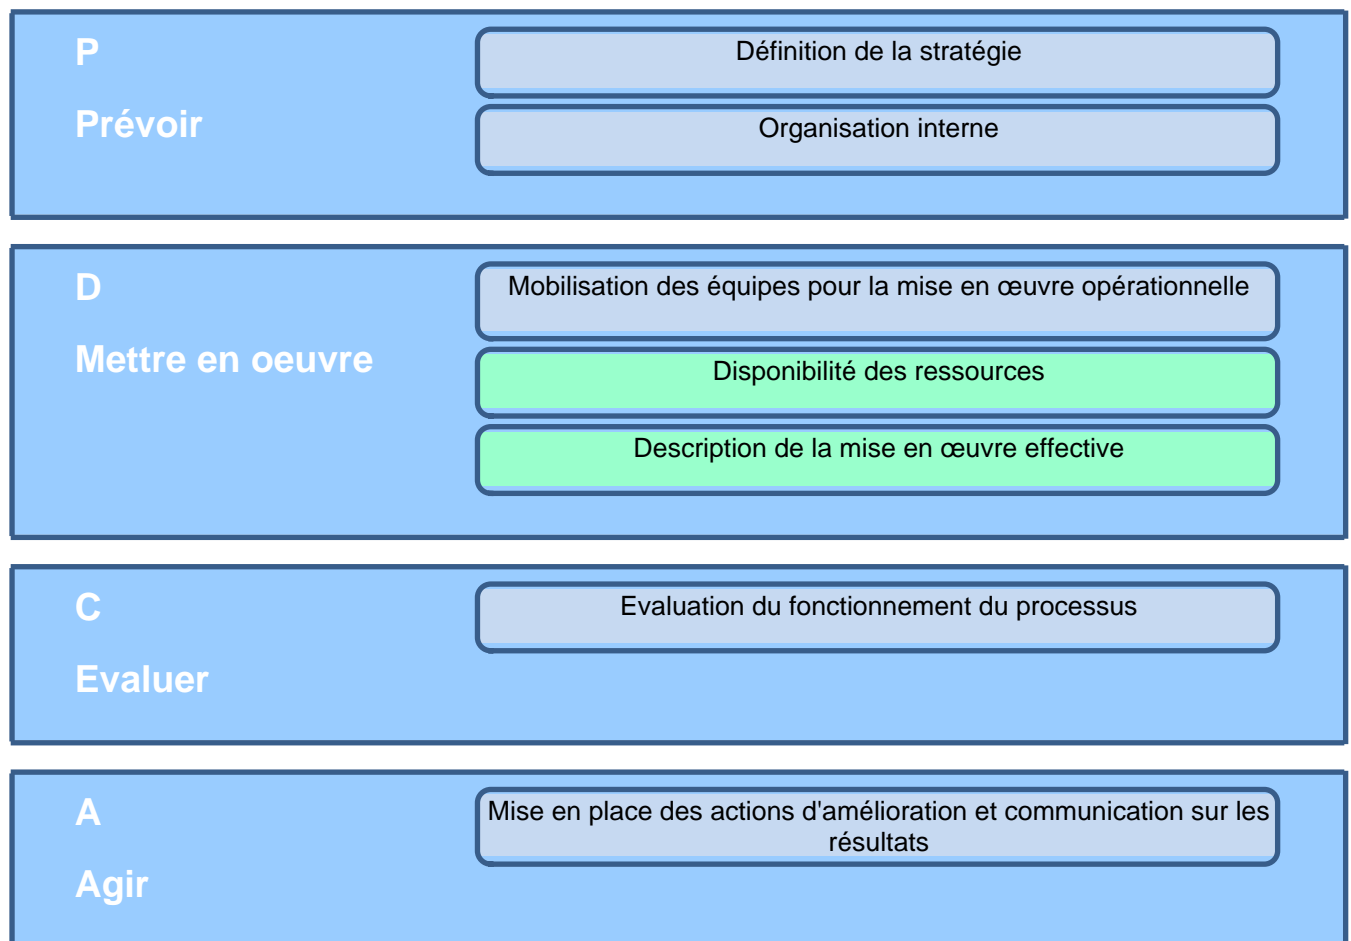 P
Définition de la stratégie
Prévoir
Organisation interne
D
Mobilisation des équipes pour la mise en œuvre opérationnelle
Mettre en oeuvre
Disponibilité des ressources
Description de la mise en œuvre effective
C
Evaluation du fonctionnement du processus
Evaluer
A
Mise en place des actions d'amélioration et communication sur les
résultats
Agir